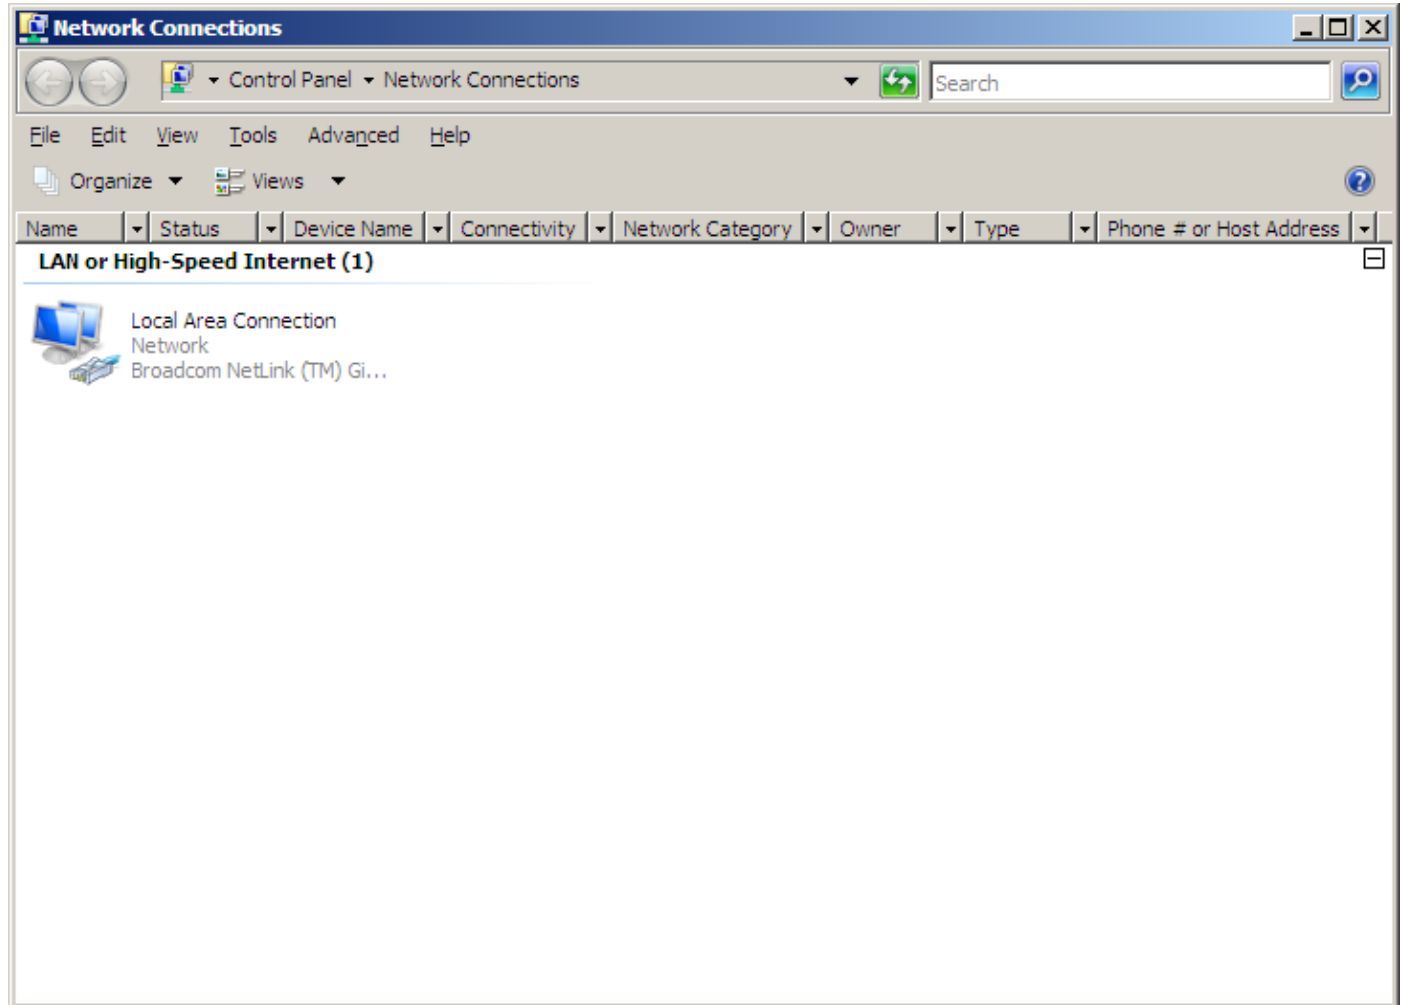 Network Connections
Control Panel Network Connections Search
File Edit View Tools Advanced Help
Organize Views
Name Status Device Name Connectivity Network Category Owner Type Phone # or Host Address
LAN or High-Speed Internet (1)
Local Area Connection
Network
Broadcom NetLink (TM) Gi...